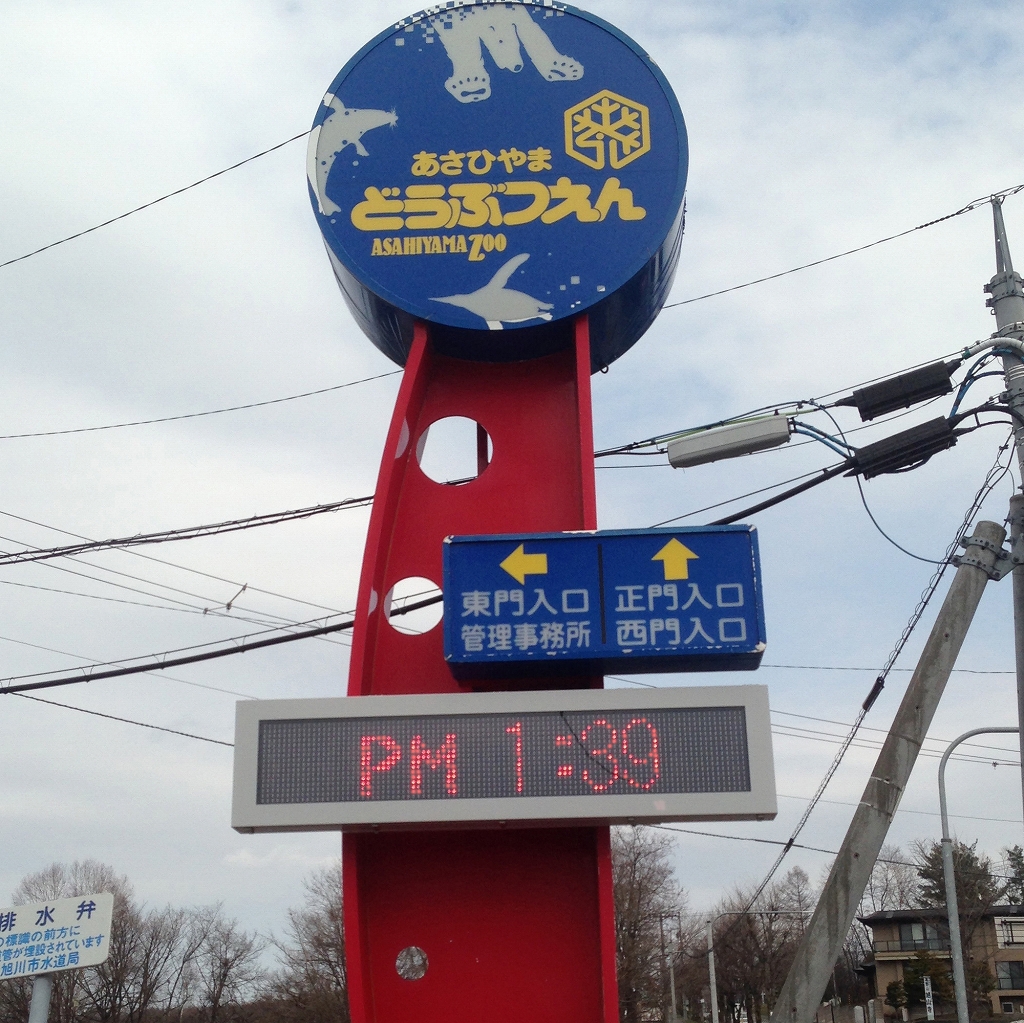 あさひやま
どうぶつえん
ASAHIYAMA ZOO
東門入口
管理事務所
正門入口
西門入口
PM 1:39
排水弁
の標識の前方に
管が埋設されています
旭川市水道局